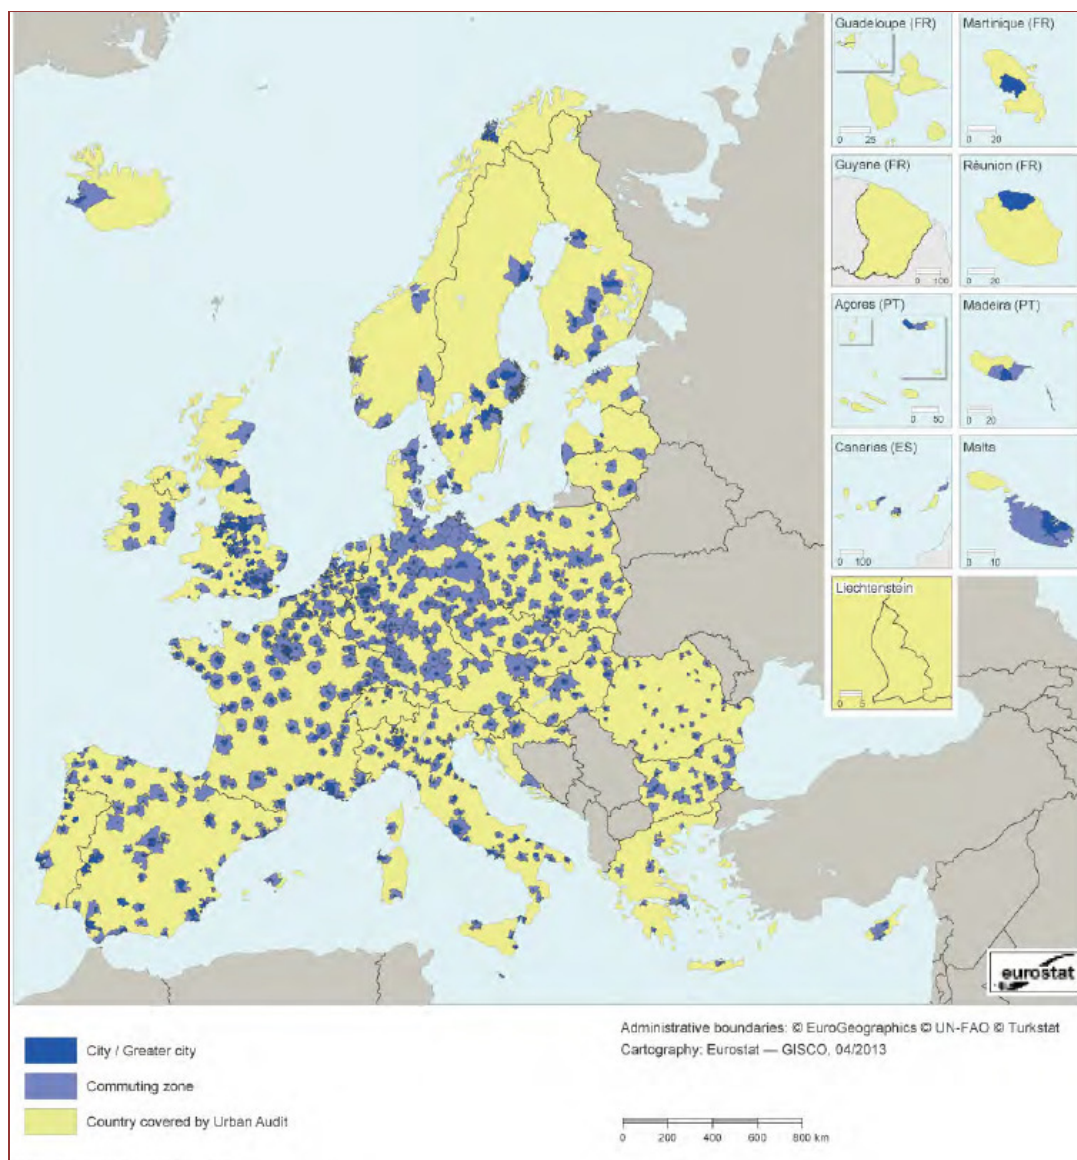 Guadeloupe (FR)
0 25
Martinique (FR)
0 20
Guyane (FR)
0 100
Réunion (FR)
0 20
Açores (PT)
0 50
Madeira (PT)
0 20
Canarias (ES)
0 100
Malta
0 10
Liechtenstein
0 5
eurostat
City / Greater city
Commuting zone
Country covered by Urban Audit
Administrative boundaries: © EuroGeographics © UN-FAO © Turkstat
Cartography: Eurostat — GISCO, 04/2013
0 200 400 600 800 km